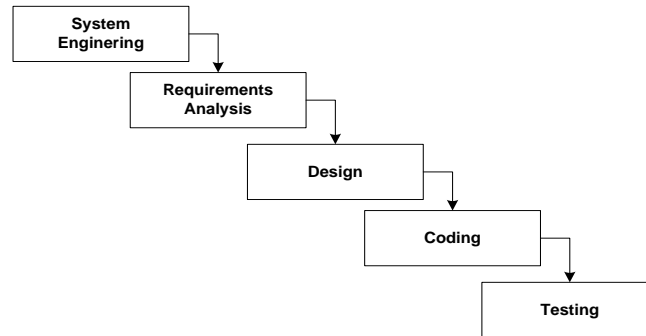 System
Enginering
Requirements
Analysis
Design
Coding
Testing